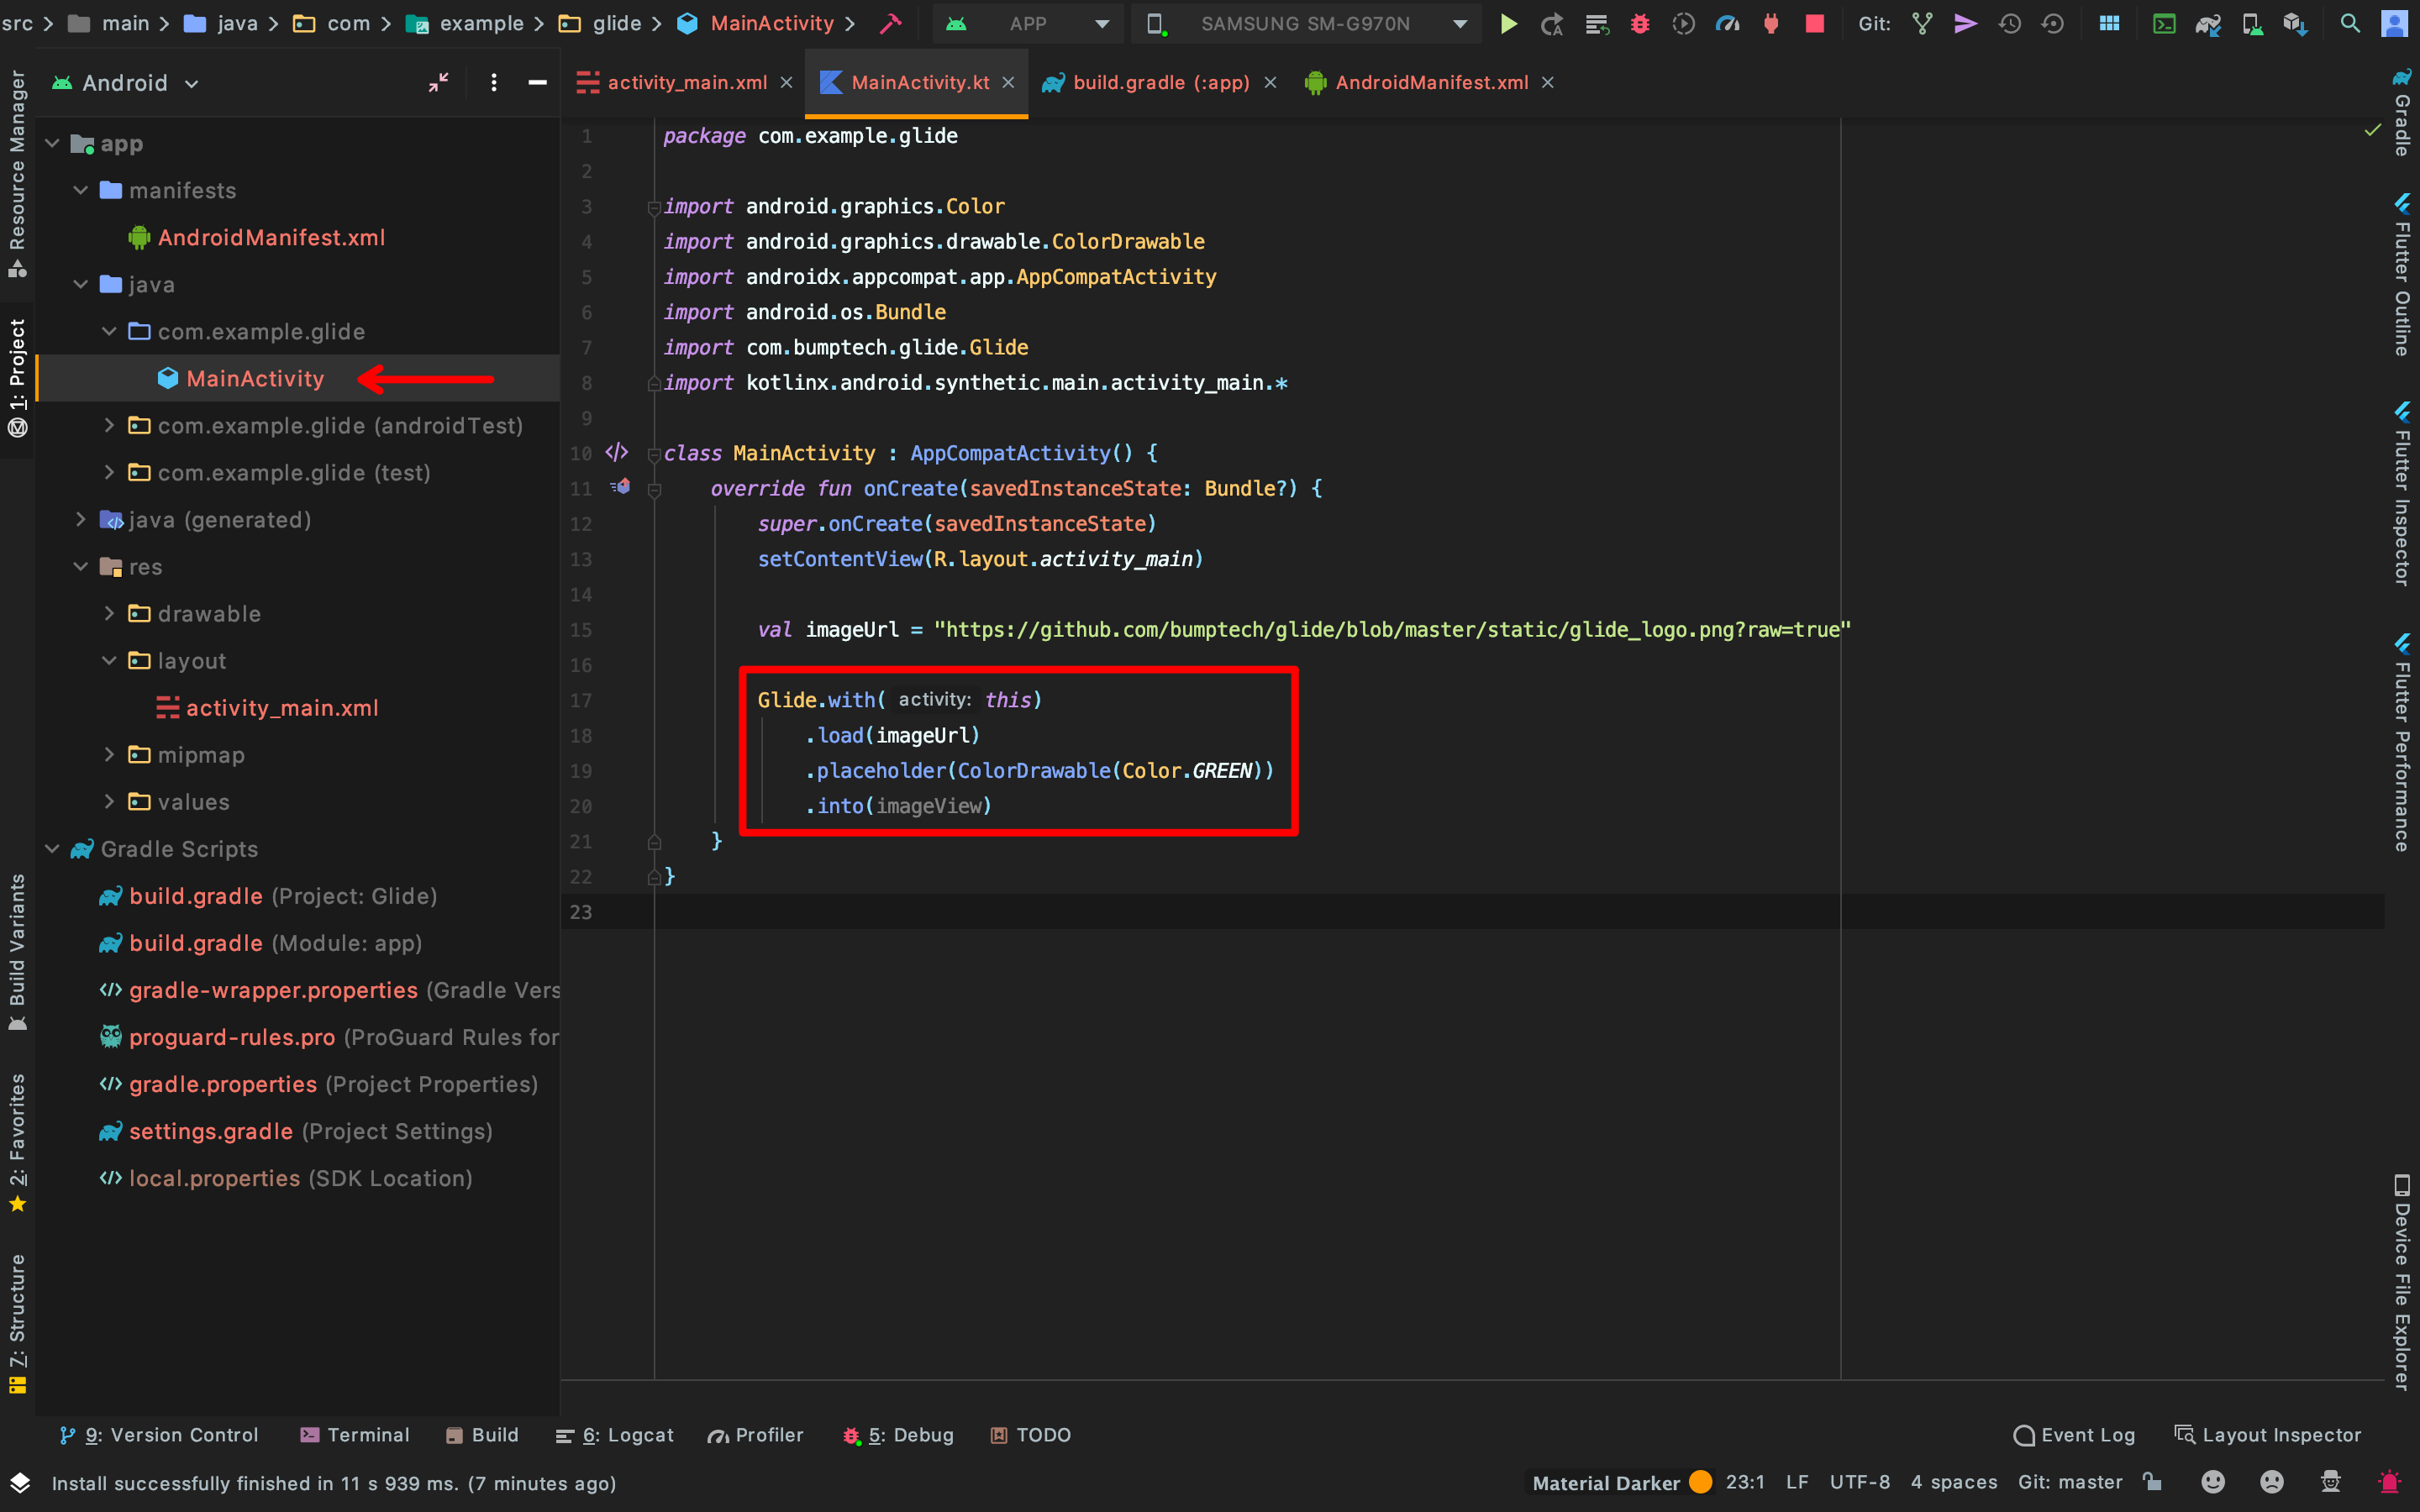 src > main > java > com > example > glide > MainActivity >
APP
SAMSUNG SM-G970N
Git:
Android
activity_main.xml
MainActivity.kt
build.gradle (:app)
AndroidManifest.xml
Resource Manager
1: Project
Build Variants
2: Favorites
7: Structure
app
manifests
AndroidManifest.xml
java
com.example.glide
MainActivity
com.example.glide (androidTest)
com.example.glide (test)
java (generated)
res
drawable
layout
activity_main.xml
mipmap
values
Gradle Scripts
build.gradle (Project: Glide)
build.gradle (Module: app)
gradle-wrapper.properties (Gradle Vers
proguard-rules.pro (ProGuard Rules for
gradle.properties (Project Properties)
settings.gradle (Project Settings)
local.properties (SDK Location)
1 package com.example.glide
2
3 import android.graphics.Color
4 import android.graphics.drawable.ColorDrawable
5 import androidx.appcompat.app.AppCompatActivity
6 import android.os.Bundle
7 import com.bumptech.glide.Glide
8 import kotlinx.android.synthetic.main.activity_main.*
9
10 class MainActivity : AppCompatActivity() {
11 override fun onCreate(savedInstanceState: Bundle?) {
12 super.onCreate(savedInstanceState)
13 setContentView(R.layout.activity_main)
14
15 val imageUrl = "https://github.com/bumptech/glide/blob/master/static/glide_logo.png?raw=true"
16
17 Glide.with( activity: this)
18 .load(imageUrl)
19 .placeholder(ColorDrawable(Color.GREEN))
20 .into(imageView)
21 }
22 }
23
Gradle
Flutter Outline
Flutter Inspector
Flutter Performance
Device File Explorer
9: Version Control
Terminal
Build
6: Logcat
Profiler
5: Debug
TODO
Event Log
Layout Inspector
Install successfully finished in 11 s 939 ms. (7 minutes ago)
Material Darker
23:1
LF
UTF-8
4 spaces
Git: master